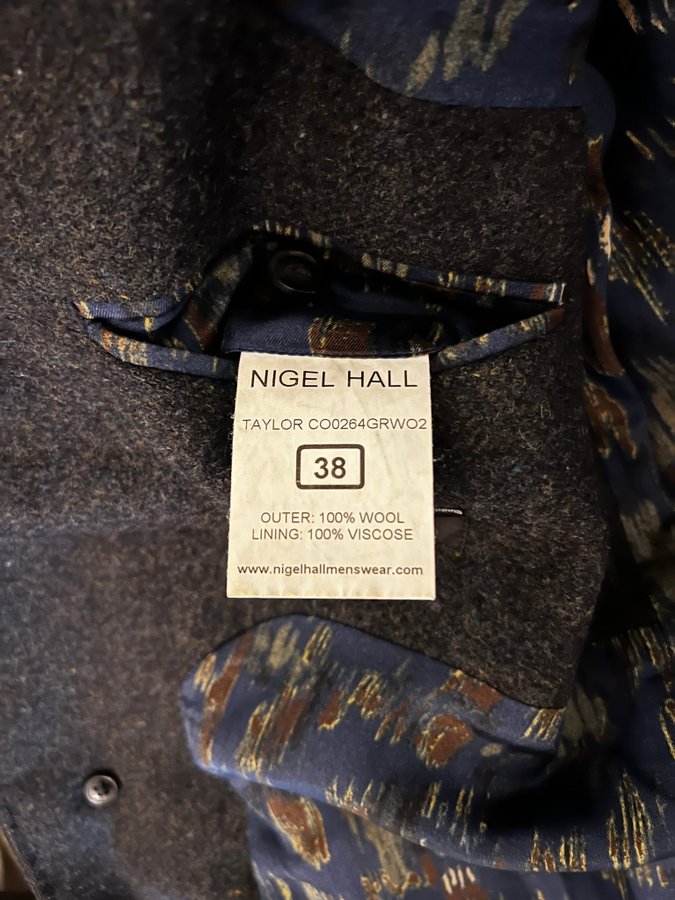 NIGEL HALL
TAYLOR CO0264GRWO2
38
OUTER: 100% WOOL
LINING: 100% VISCOSE
www.nigelhallmenswear.com